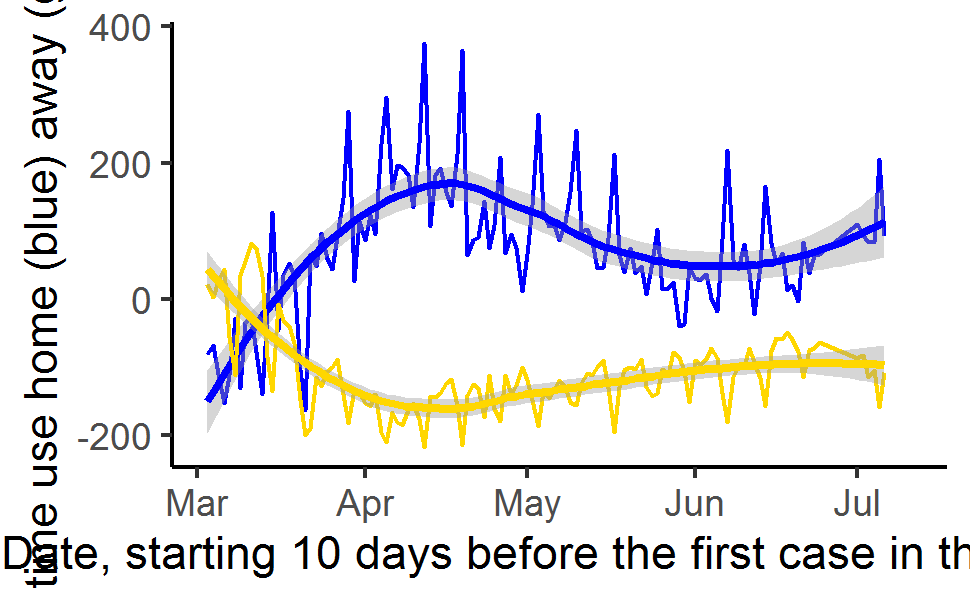 time use home (blue) away (
400
200
0
-200
Mar Apr May Jun Jul
Date, starting 10 days before the first case in th